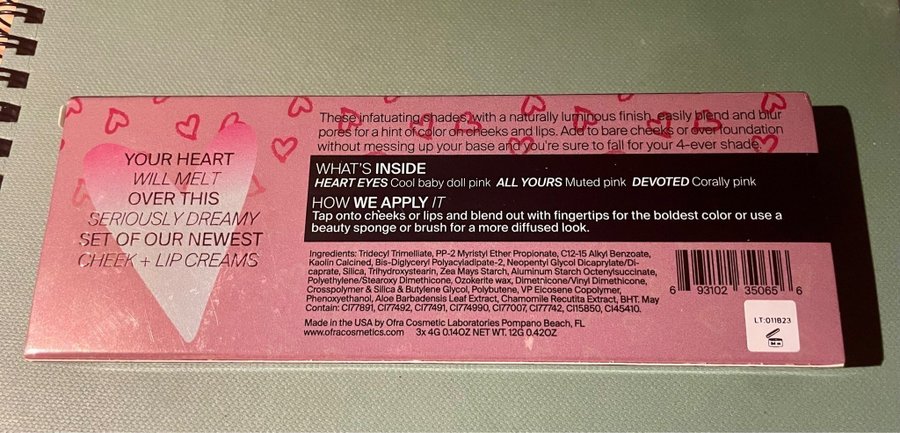 YOUR HEART
WILL MELT
OVER THIS
SERIOUSLY DREAMY
SET OF OUR NEWEST
CHEEK + LIP CREAMS
These infatuating shades, with a naturally luminous finish, easily blend and blur
pores for a hint of color on cheeks and lips. Add to bare cheeks or over foundation
without messing up your base and you're sure to fall for your 4-ever shade.
WHAT'S INSIDE
HEART EYES Cool baby doll pink ALL YOURS Muted pink DEVOTED Corally pink
HOW WE APPLY IT
Tap onto cheeks or lips and blend out with fingertips for the boldest color or use a
beauty sponge or brush for a more diffused look.
Ingredients: Tridecyl Trimellitate, PP-2 Myristyl Ether Propionate, C12-15 Alkyl Benzoate,
Kaolin Calcined, Bis-Diglyceryl Polyacyladipate-2, Neopentyl Glycol Dicaprylate/Di-
caprate, Silica, Trihydroxystearin, Zea Mays Starch, Aluminum Starch Octenylsuccinate,
Polyethylene/Stearoxy Dimethicone, Ozokerite wax, Dimethicone/Vinyl Dimethicone,
Crosspolymer & Silica & Butylene Glycol, Polybutene, VP Eicosene Copolymer,
Phenoxyethanol, Aloe Barbadensis Leaf Extract, Chamomile Recutita Extract, BHT. May
Contain: CI77891, CI77492, CI77491, CI774990, CI77007, CI77742, CI15850, CI45410.
Made in the USA by Ofra Cosmetic Laboratories Pompano Beach, FL
www.ofracosmetics.com 3x 4G 0.14OZ NET WT. 12G 0.42OZ
6 93102 35065 6
LT:011B23